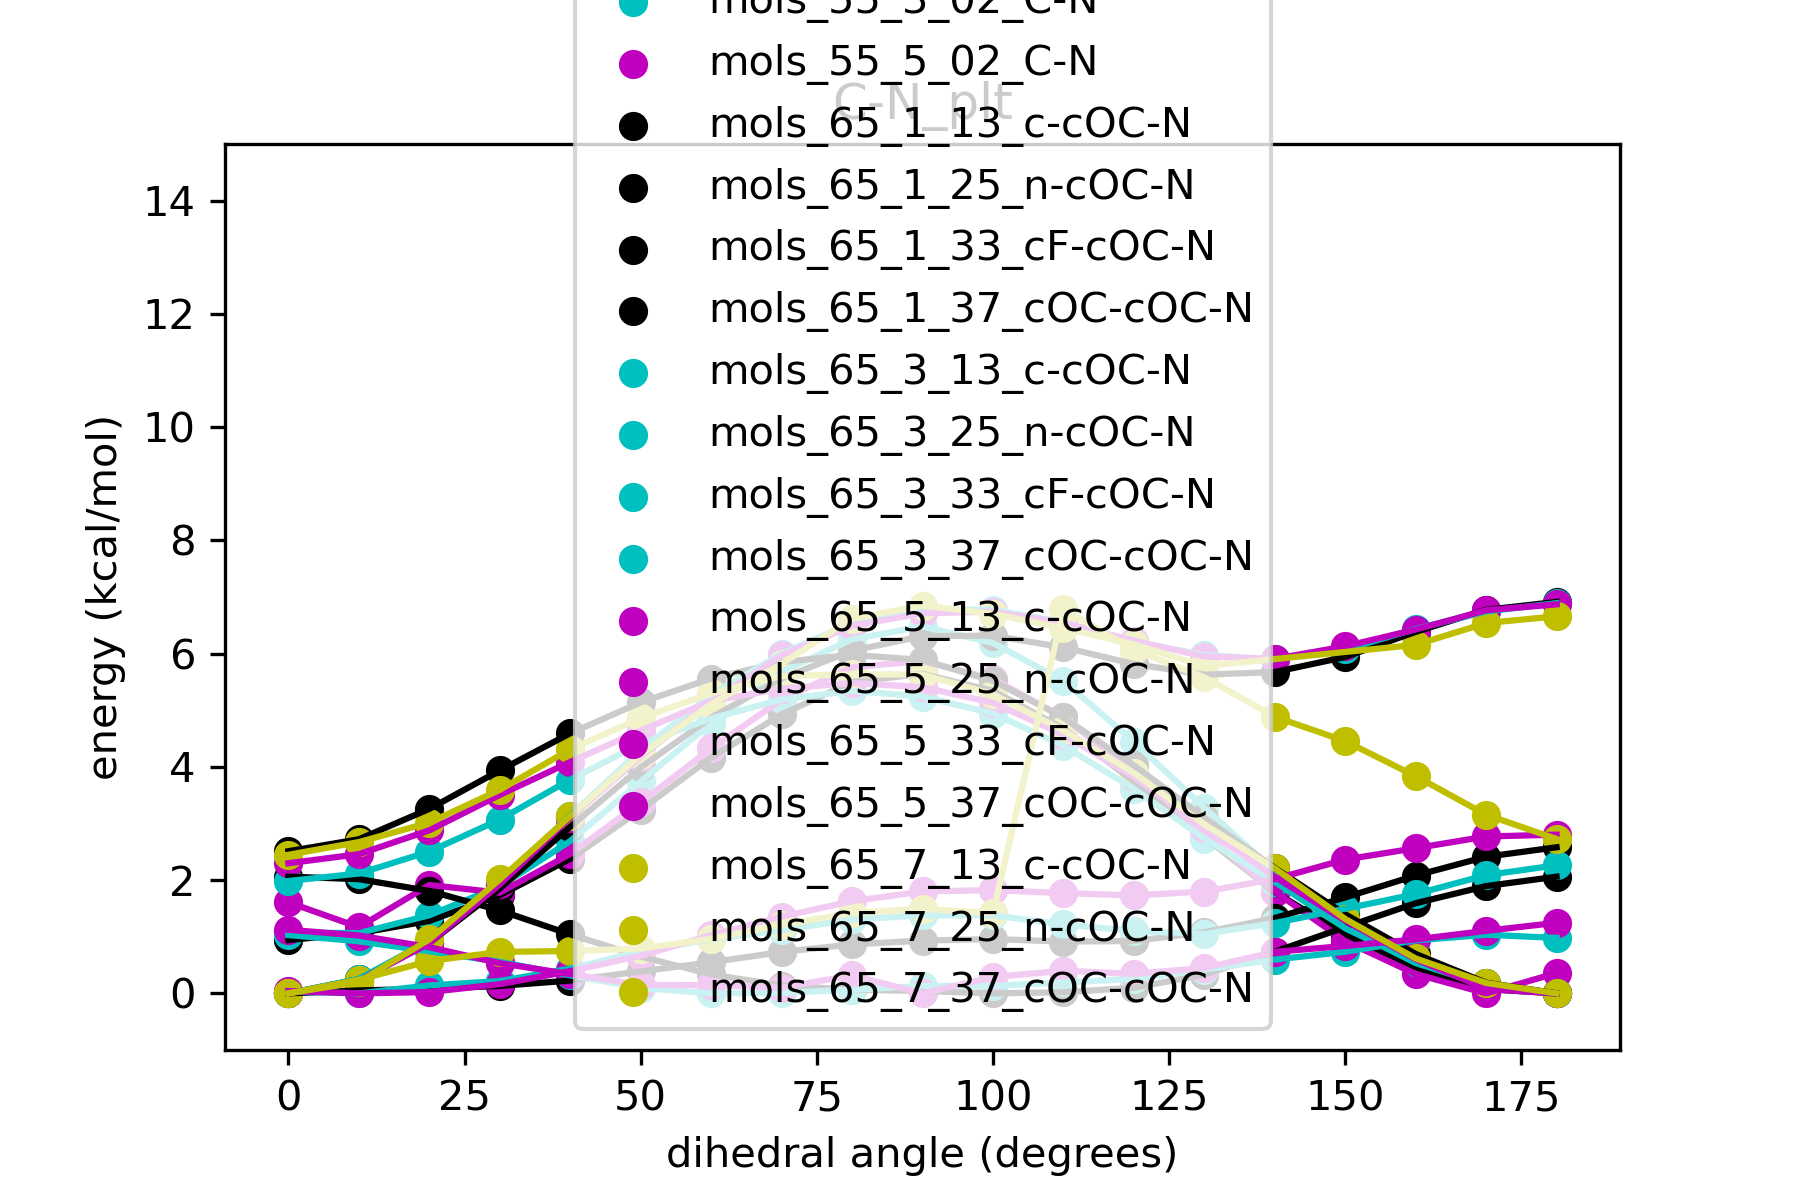 mols_55_3_02_C-N
mols_55_5_02_C-N
C-N_plt
mols_65_1_13_c-cOC-N
mols_65_1_25_n-cOC-N
mols_65_1_33_cF-cOC-N
mols_65_1_37_cOC-cOC-N
mols_65_3_13_c-cOC-N
mols_65_3_25_n-cOC-N
mols_65_3_33_cF-cOC-N
mols_65_3_37_cOC-cOC-N
mols_65_5_13_c-cOC-N
mols_65_5_25_n-cOC-N
mols_65_5_33_cF-cOC-N
mols_65_5_37_cOC-cOC-N
mols_65_7_13_c-cOC-N
mols_65_7_25_n-cOC-N
mols_65_7_37_cOC-cOC-N
14
12
10
8
6
4
2
0
energy (kcal/mol)
0 25 50 75 100 125 150 175
dihedral angle (degrees)